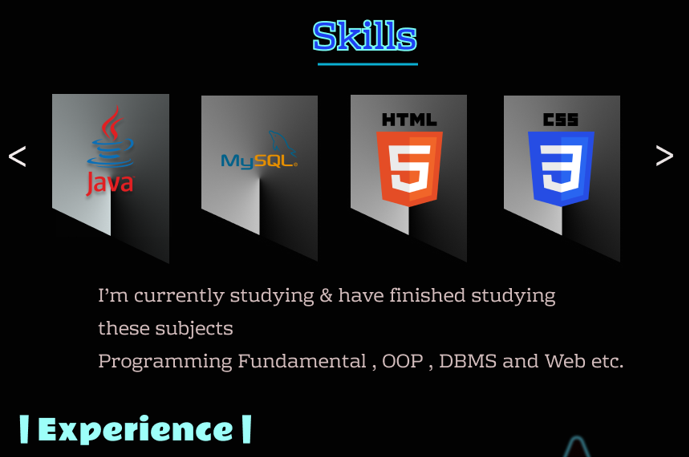 Skills
< >
Java MySQL HTML 5 CSS 3
I'm currently studying & have finished studying
these subjects
Programming Fundamental , OOP , DBMS and Web etc.
| Experience |